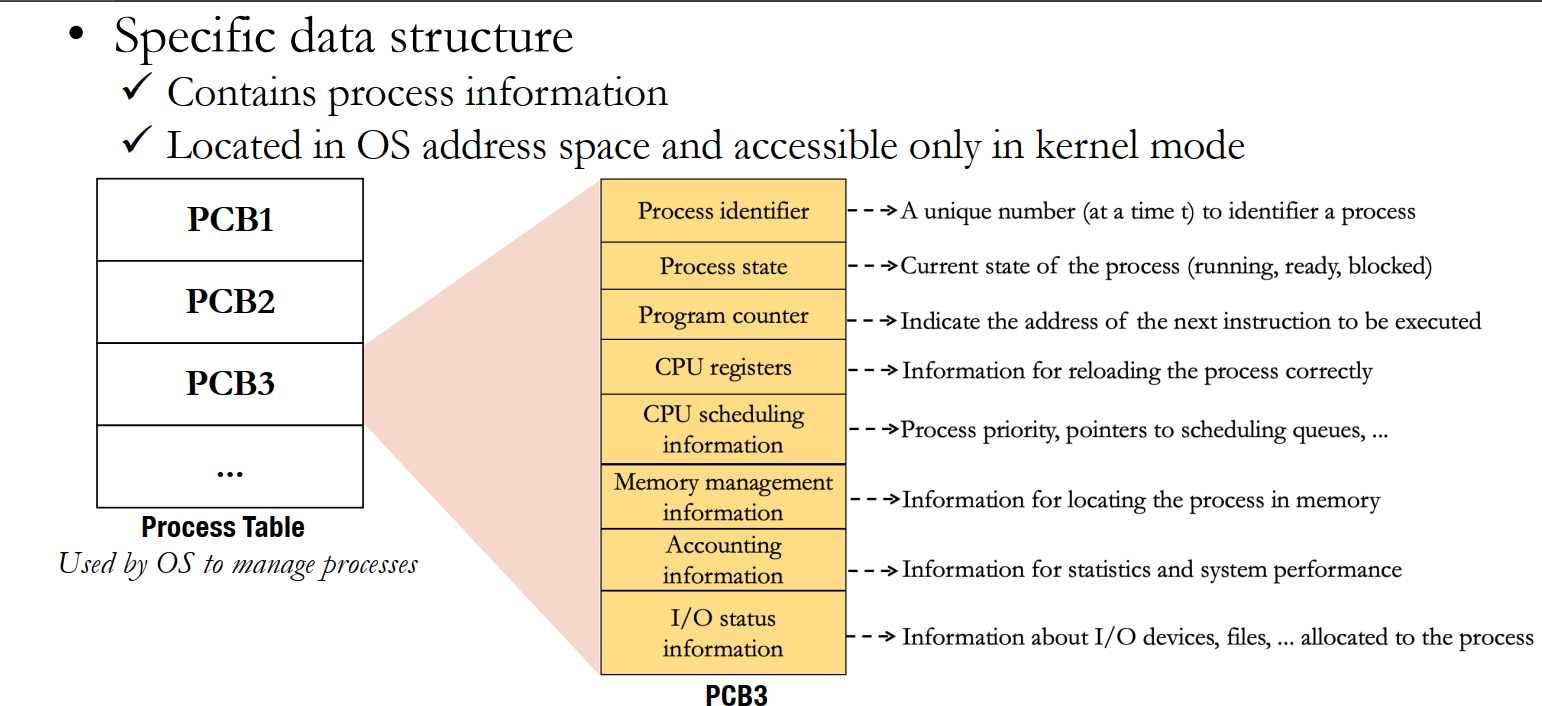 • Specific data structure
✓ Contains process information
✓ Located in OS address space and accessible only in kernel mode
PCB1
PCB2
PCB3
...
Process Table
Used by OS to manage processes
Process identifier
A unique number (at a time t) to identifier a process
Process state
Current state of the process (running, ready, blocked)
Program counter
Indicate the address of the next instruction to be executed
CPU registers
Information for reloading the process correctly
CPU scheduling
information
Process priority, pointers to scheduling queues, ...
Memory management
information
Information for locating the process in memory
Accounting
information
Information for statistics and system performance
I/O status
information
Information about I/O devices, files, ... allocated to the process
PCB3